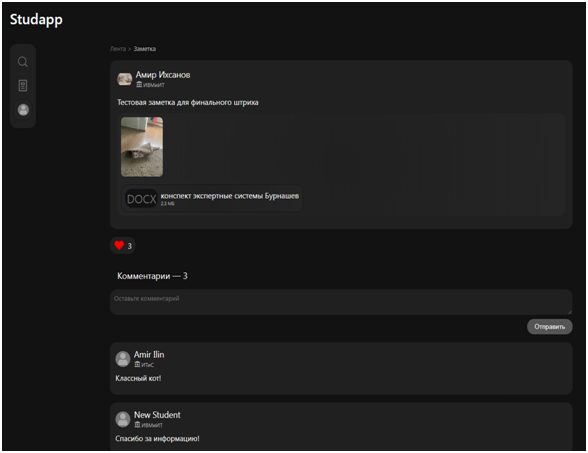 Studapp
Лента > Заметка
Амир Ихсанов
ИВМиИТ
Тестовая заметка для финального штриха
DOCX
конспект экспертные системы Бурнашев
2.3 МБ
3
Комментарии — 3
Оставьте комментарий
Отправить
Amir Ilin
ИТиС
Классный кот!
New Student
ИВМиИТ
Спасибо за информацию!